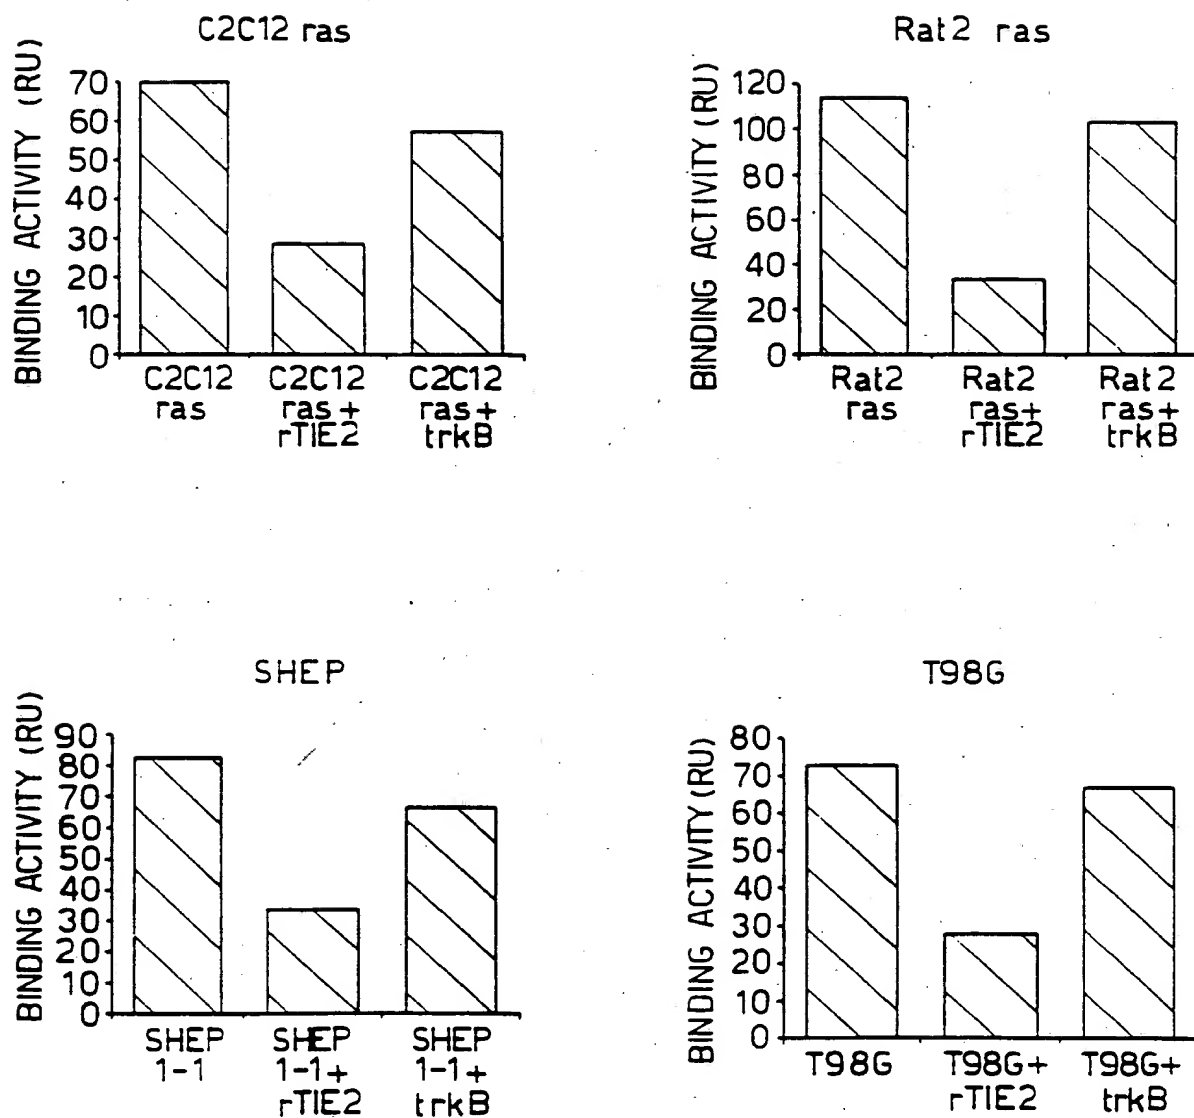 C2C12 ras
BINDING ACTIVITY (RU)
70
60
50
40
30
20
10
0
C2C12
ras
C2C12
ras+
rTIE2
C2C12
ras+
trkB
Rat2 ras
BINDING ACTIVITY (RU)
120
100
80
60
40
20
0
Rat2
ras
Rat2
ras+
rTIE2
Rat2
ras+
trkB
SHEP
BINDING ACTIVITY (RU)
90
80
70
60
50
40
30
20
10
0
SHEP
1-1
SHEP
1-1+
rTIE2
SHEP
1-1+
trkB
T98G
BINDING ACTIVITY (RU)
80
70
60
50
40
30
20
10
0
T98G
T98G+
rTIE2
T98G+
trkB